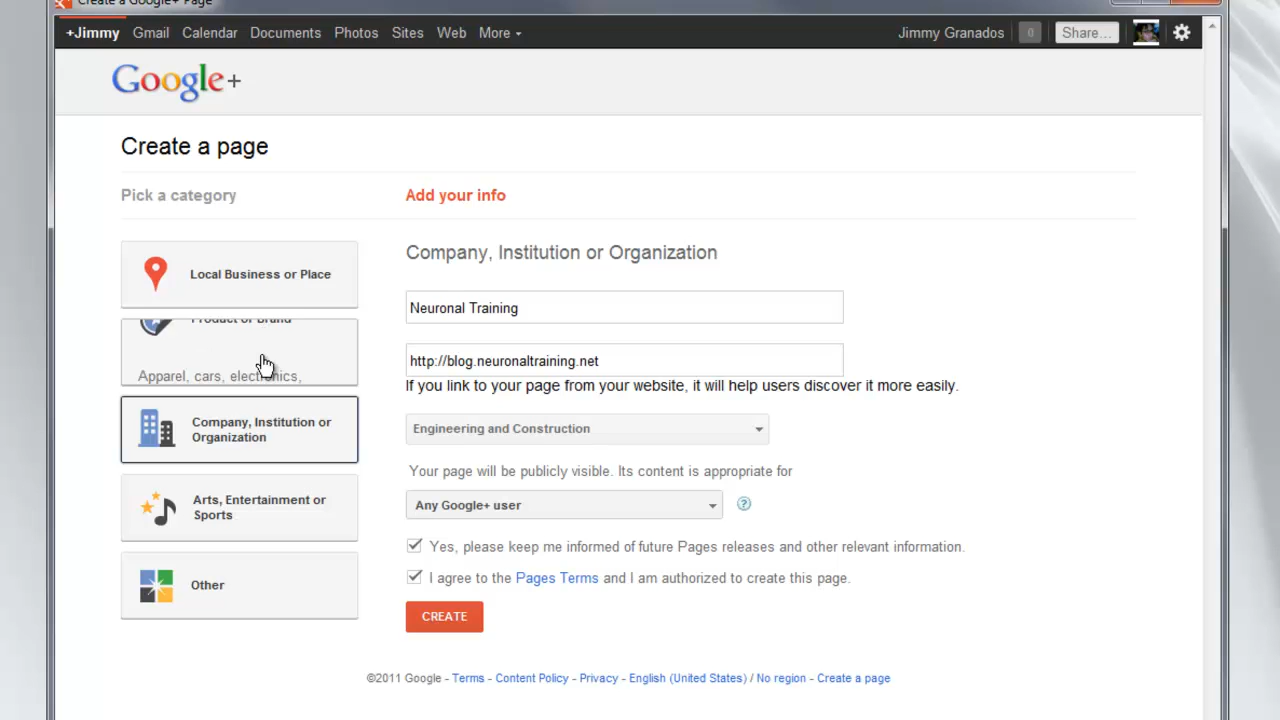 Create a Google+ Page
+Jimmy Gmail Calendar Documents Photos Sites Web More Jimmy Granados 0 Share...
Google+
Create a page
Pick a category
Add your info
Local Business or Place
Product or Brand
Apparel, cars, electronics,
Company, Institution or
Organization
Arts, Entertainment or
Sports
Other
Company, Institution or Organization
Neuronal Training
http://blog.neuronaltraining.net
If you link to your page from your website, it will help users discover it more easily.
Engineering and Construction
Your page will be publicly visible. Its content is appropriate for
Any Google+ user ?
Yes, please keep me informed of future Pages releases and other relevant information.
I agree to the Pages Terms and I am authorized to create this page.
CREATE
©2011 Google - Terms - Content Policy - Privacy - English (United States) / No region - Create a page